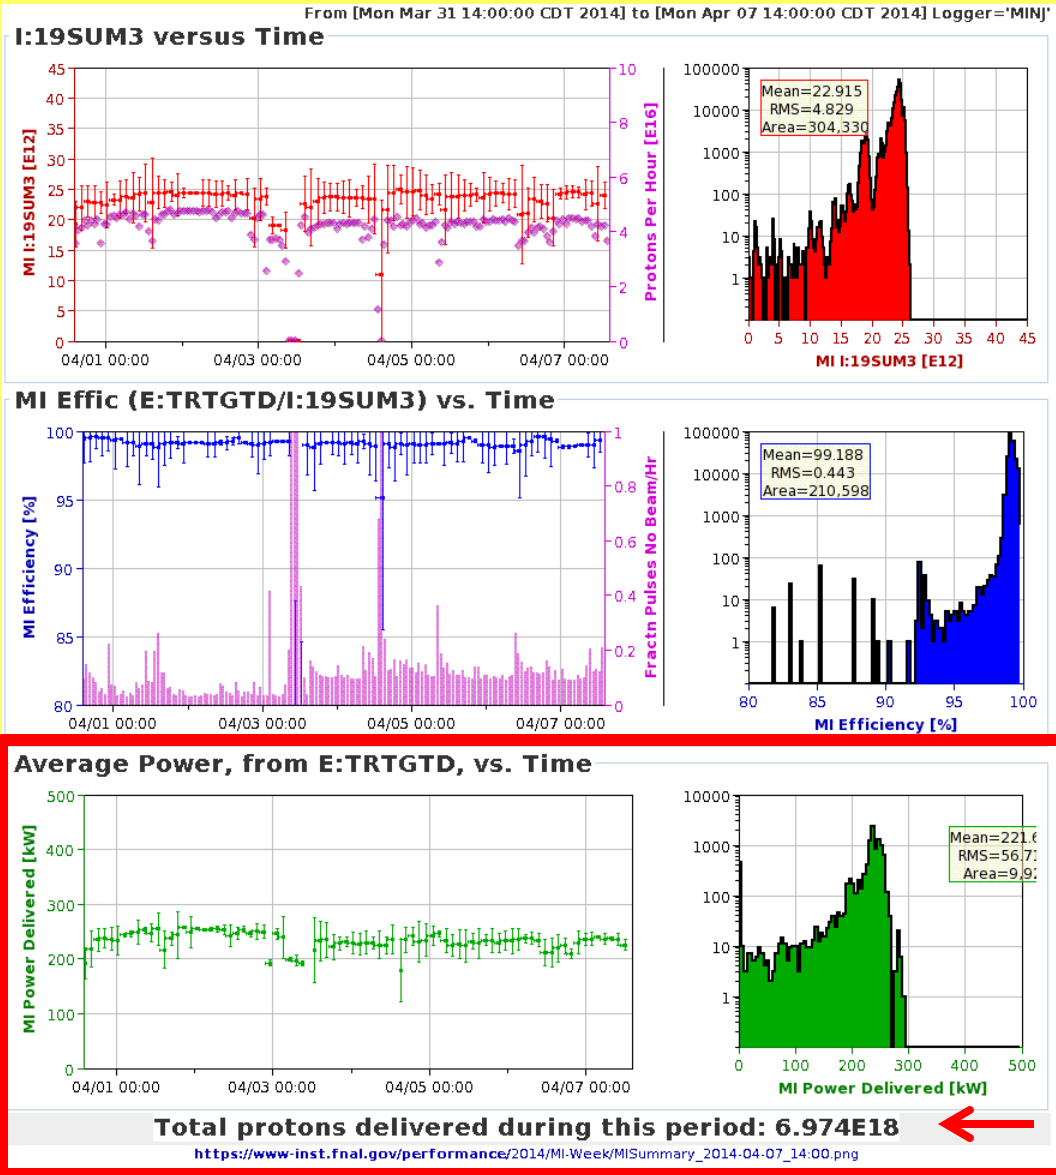 From [Mon Mar 31 14:00:00 CDT 2014] to [Mon Apr 07 14:00:00 CDT 2014] Logger='MINJ'
I:19SUM3 versus Time
MI I:19SUM3 [E12]
45
40
35
30
25
20
15
10
5
0
04/01 00:00 04/03 00:00 04/05 00:00 04/07 00:00
10
8
6
4
2
0
Protons Per Hour [E16]
100000
10000
1000
100
10
1
Mean=22.915
RMS=4.829
Area=304,330
0 5 10 15 20 25 30 35 40 45
MI I:19SUM3 [E12]
MI Effic (E:TRTGTD/I:19SUM3) vs. Time
MI Efficiency [%]
100
95
90
85
80
04/01 00:00 04/03 00:00 04/05 00:00 04/07 00:00
1
0.8
0.6
0.4
0.2
0
Fractn Pulses No Beam/Hr
100000
10000
1000
100
10
1
Mean=99.188
RMS=0.443
Area=210,598
80 85 90 95 100
MI Efficiency [%]
Average Power, from E:TRTGTD, vs. Time
MI Power Delivered [kW]
500
400
300
200
100
0
04/01 00:00 04/03 00:00 04/05 00:00 04/07 00:00
10000
1000
100
10
1
Mean=221.6
RMS=56.71
Area=9,92
0 100 200 300 400 500
MI Power Delivered [kW]
Total protons delivered during this period: 6.974E18
https://www-inst.fnal.gov/performance/2014/MI-Week/MISummary_2014-04-07_14:00.png